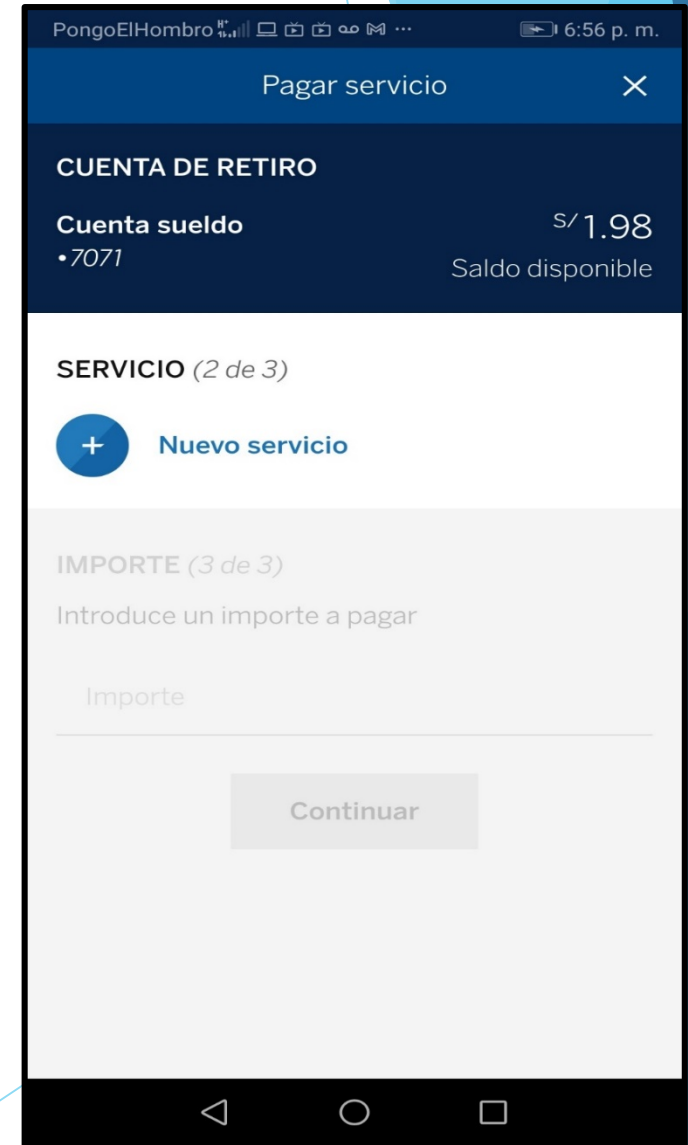 PongoElHombro H+ 6:56 p. m.
Pagar servicio
CUENTA DE RETIRO
Cuenta sueldo S/ 1.98
•7071 Saldo disponible
SERVICIO (2 de 3)
+ Nuevo servicio
IMPORTE (3 de 3)
Introduce un importe a pagar
Importe
Continuar